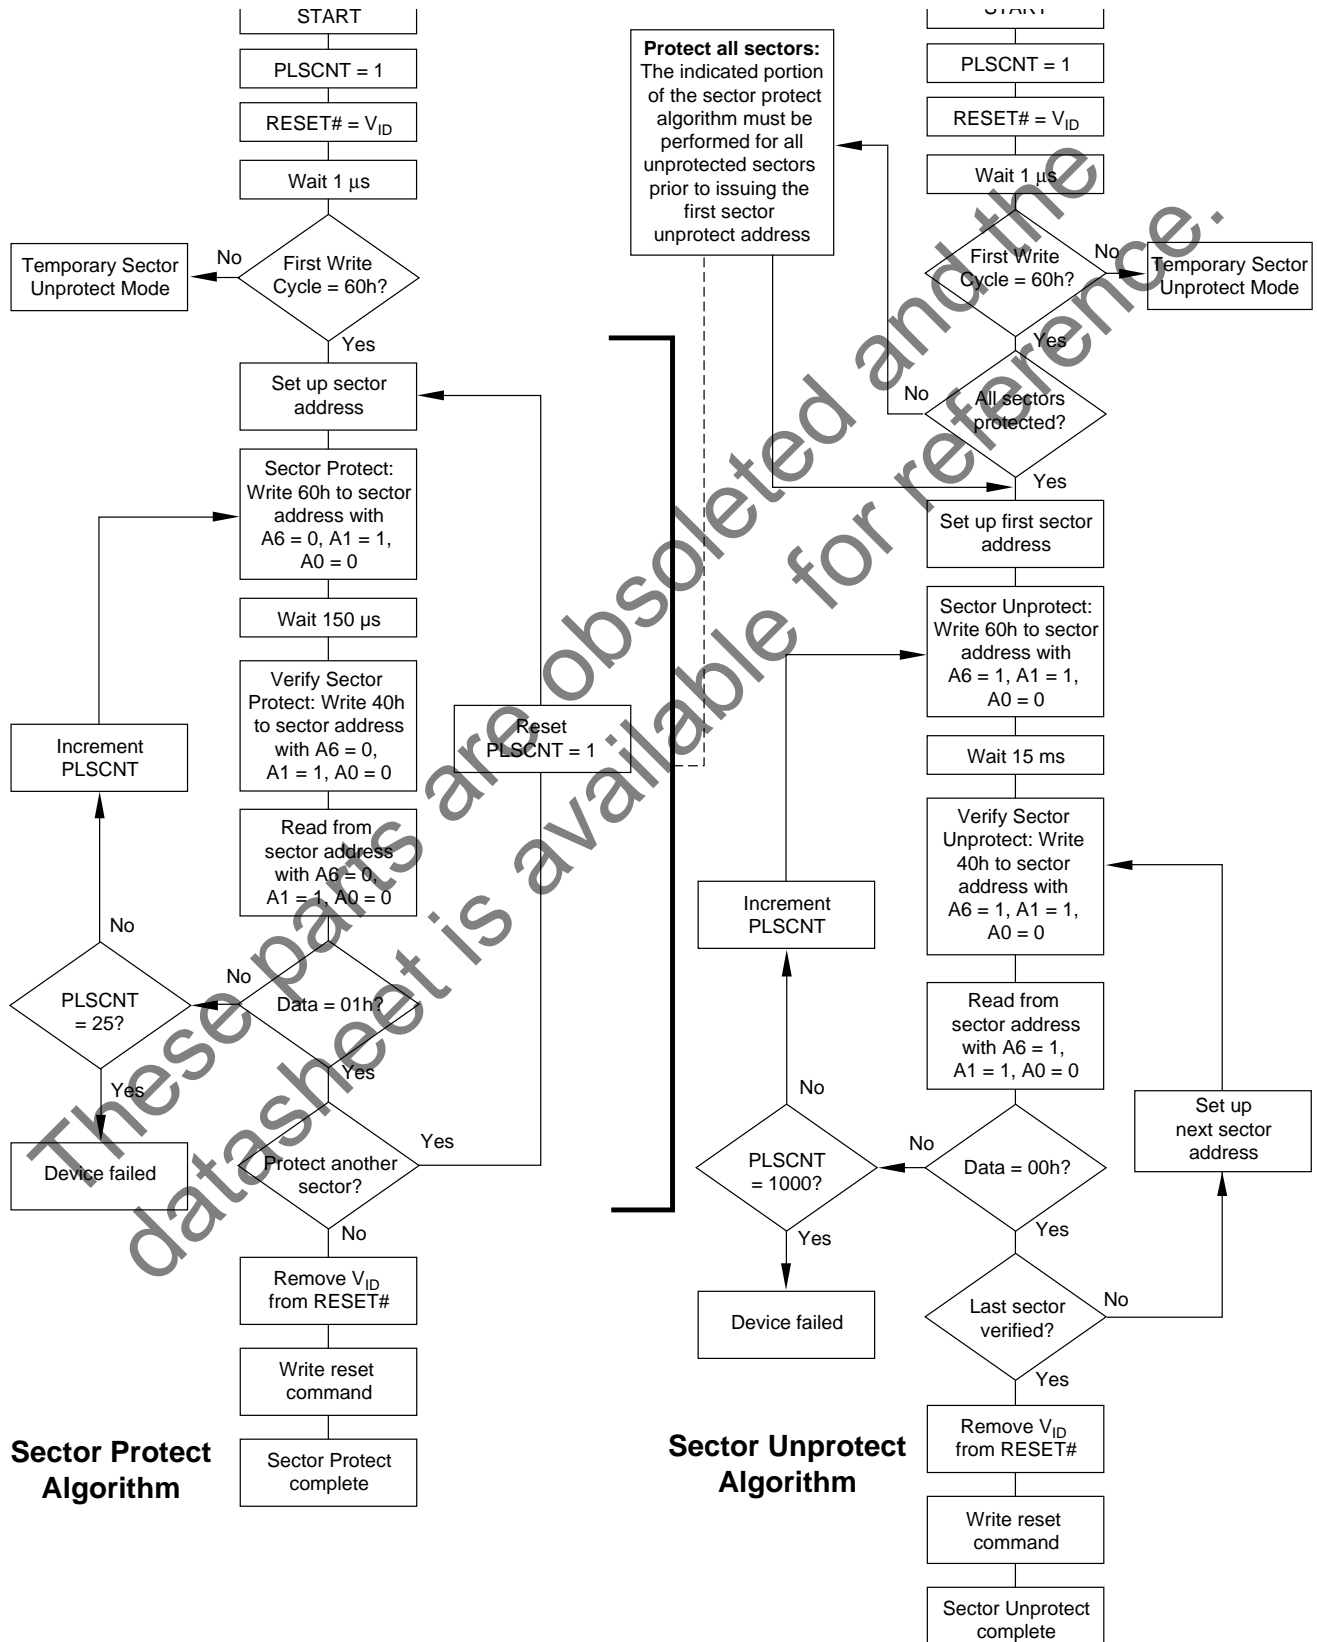 START
PLSCNT = 1
RESET# = VID
Wait 1 μs
First Write
Cycle = 60h?
No
Temporary Sector
Unprotect Mode
Yes
Set up sector
address
Sector Protect:
Write 60h to sector
address with
A6 = 0, A1 = 1,
A0 = 0
Wait 150 µs
Verify Sector
Protect: Write 40h
to sector address
with A6 = 0,
A1 = 1, A0 = 0
Reset
PLSCNT = 1
Increment
PLSCNT
Read from
sector address
with A6 = 0,
A1 = 1, A0 = 0
No
No
PLSCNT
= 25?
Data = 01h?
Yes
Yes
Device failed
Protect another
sector?
Yes
No
Remove VID
from RESET#
Write reset
command
Sector Protect
complete
Sector Protect
Algorithm
Protect all sectors:
The indicated portion
of the sector protect
algorithm must be
performed for all
unprotected sectors
prior to issuing the
first sector
unprotect address
START
PLSCNT = 1
RESET# = VID
Wait 1 μs
First Write
Cycle = 60h?
No
Temporary Sector
Unprotect Mode
Yes
No
All sectors
protected?
Yes
Set up first sector
address
Sector Unprotect:
Write 60h to sector
address with
A6 = 1, A1 = 1,
A0 = 0
Wait 15 ms
Verify Sector
Unprotect: Write
40h to sector
address with
A6 = 1, A1 = 1,
A0 = 0
Increment
PLSCNT
Read from
sector address
with A6 = 1,
A1 = 1, A0 = 0
No
No
PLSCNT
= 1000?
Data = 00h?
Set up
next sector
address
Yes
Yes
Device failed
Last sector
verified?
No
Yes
Remove VID
from RESET#
Write reset
command
Sector Unprotect
complete
Sector Unprotect
Algorithm
These parts are obsoleted and the
datasheet is available for reference.